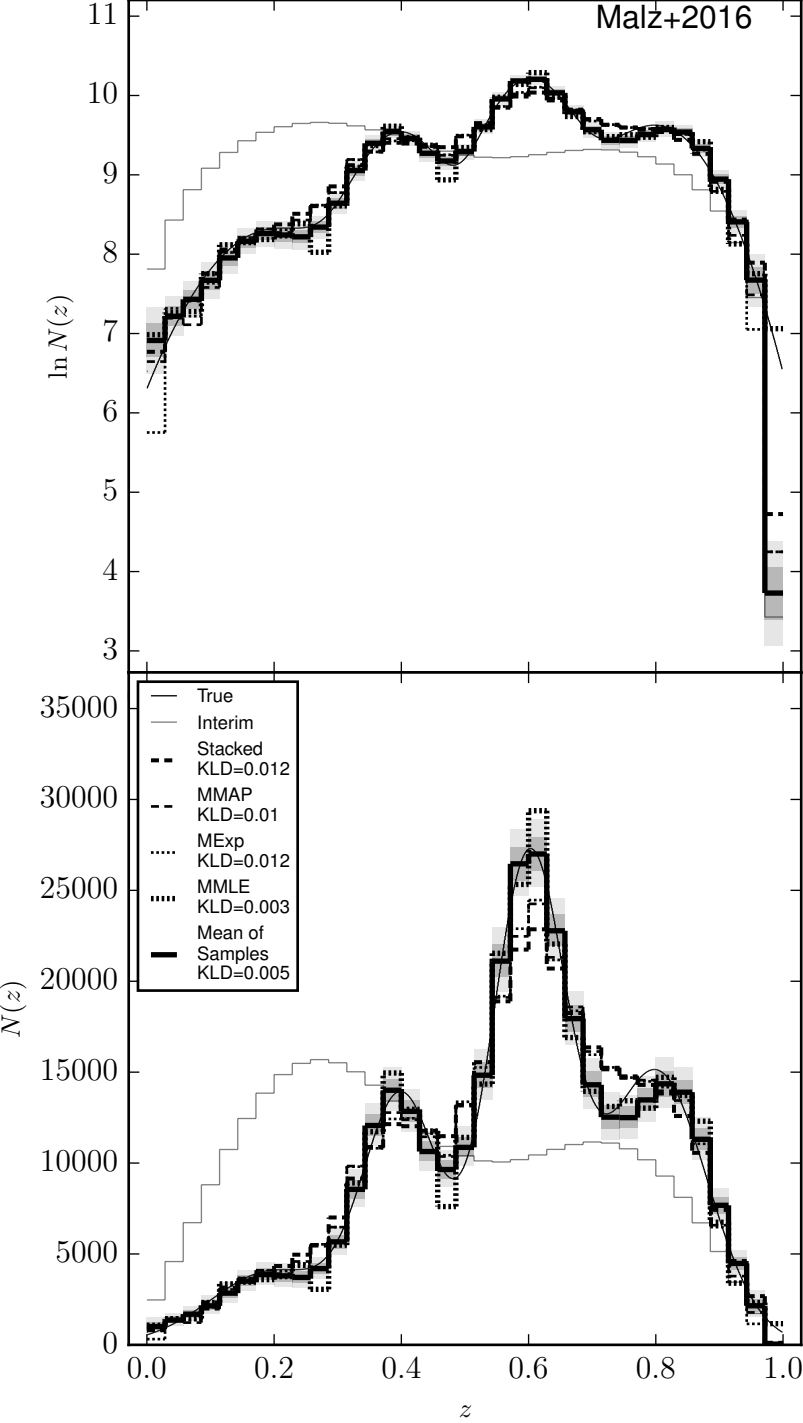 Malz+2016
11
10
9
8
7
6
5
4
3
ln N(z)
True
Interim
Stacked
KLD=0.012
MMAP
KLD=0.01
MExp
KLD=0.012
MMLE
KLD=0.003
Mean of
Samples
KLD=0.005
35000
30000
25000
20000
15000
10000
5000
0
N(z)
0.0 0.2 0.4 0.6 0.8 1.0
z